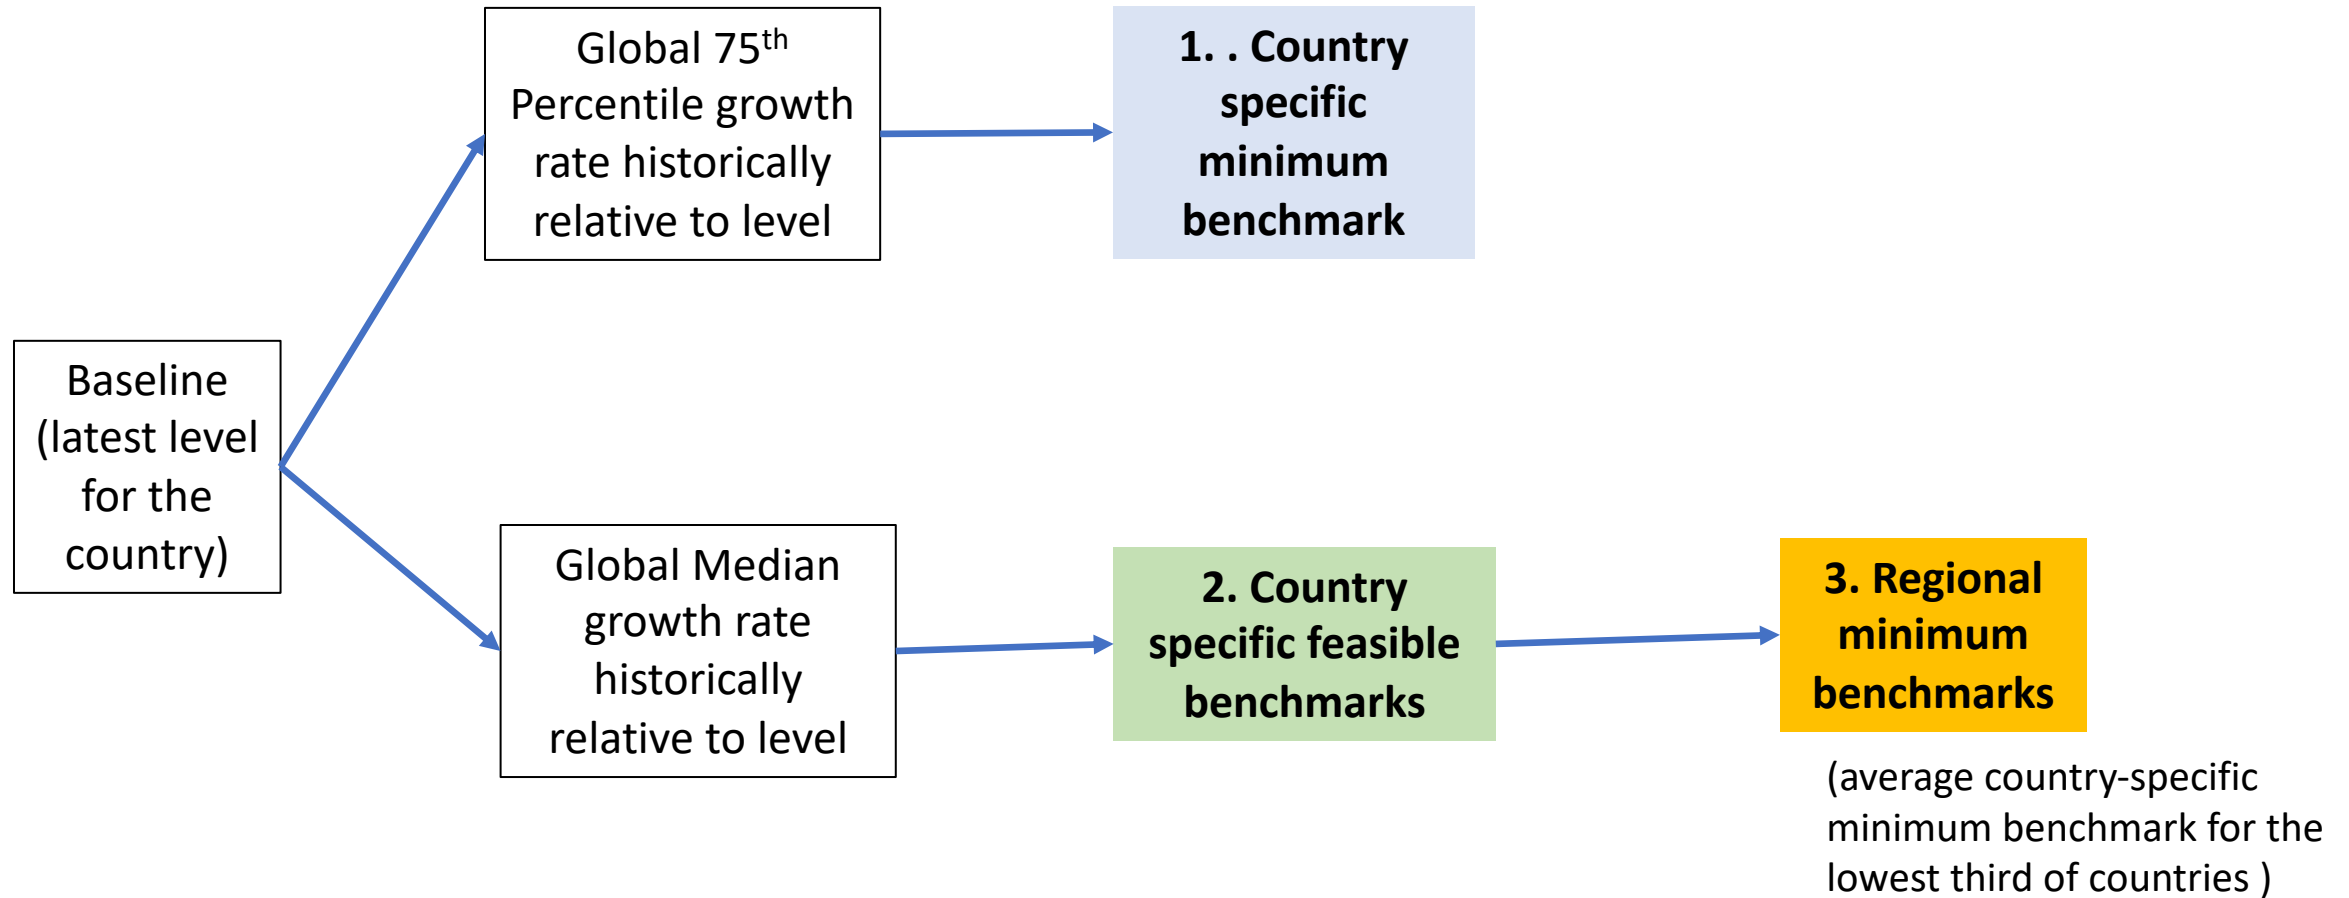 Global 75th
Percentile growth
rate historically
relative to level
1. . Country
specific
minimum
benchmark
Baseline
(latest level
for the
country)
Global Median
growth rate
historically
relative to level
2. Country
specific feasible
benchmarks
3. Regional
minimum
benchmarks
(average country-specific
minimum benchmark for the
lowest third of countries )